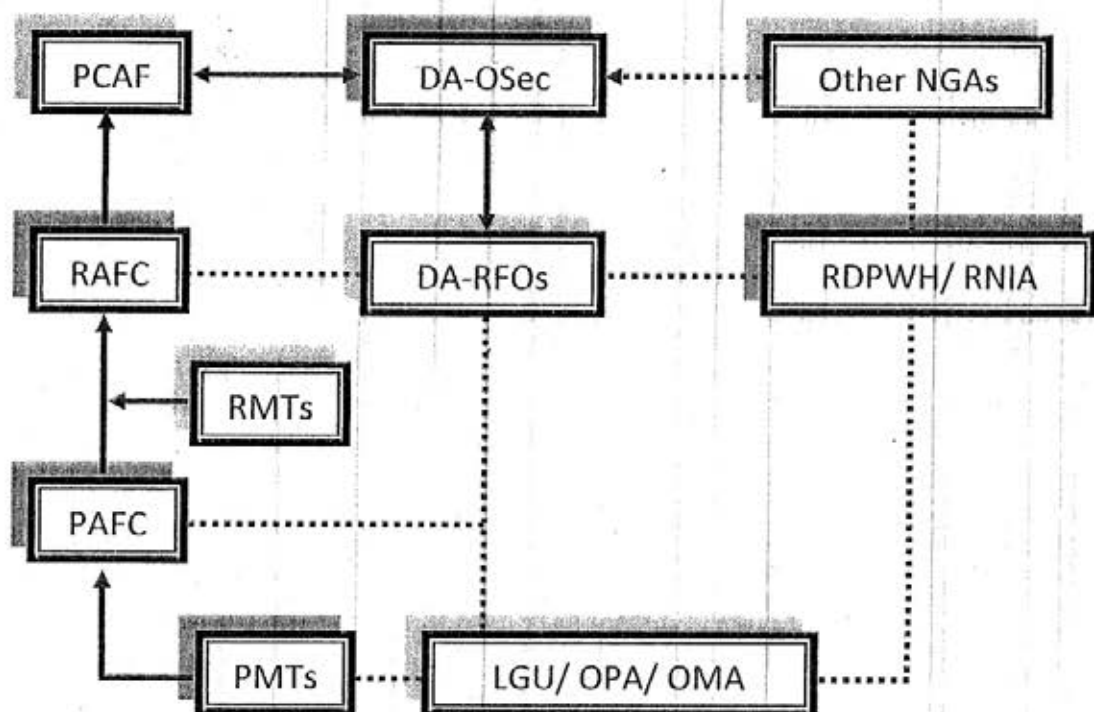 PCAF
DA-OSec
Other NGAs
RAFC
DA-RFOs
RDPWH/ RNIA
RMTs
PAFC
PMTs
LGU/ OPA/ OMA